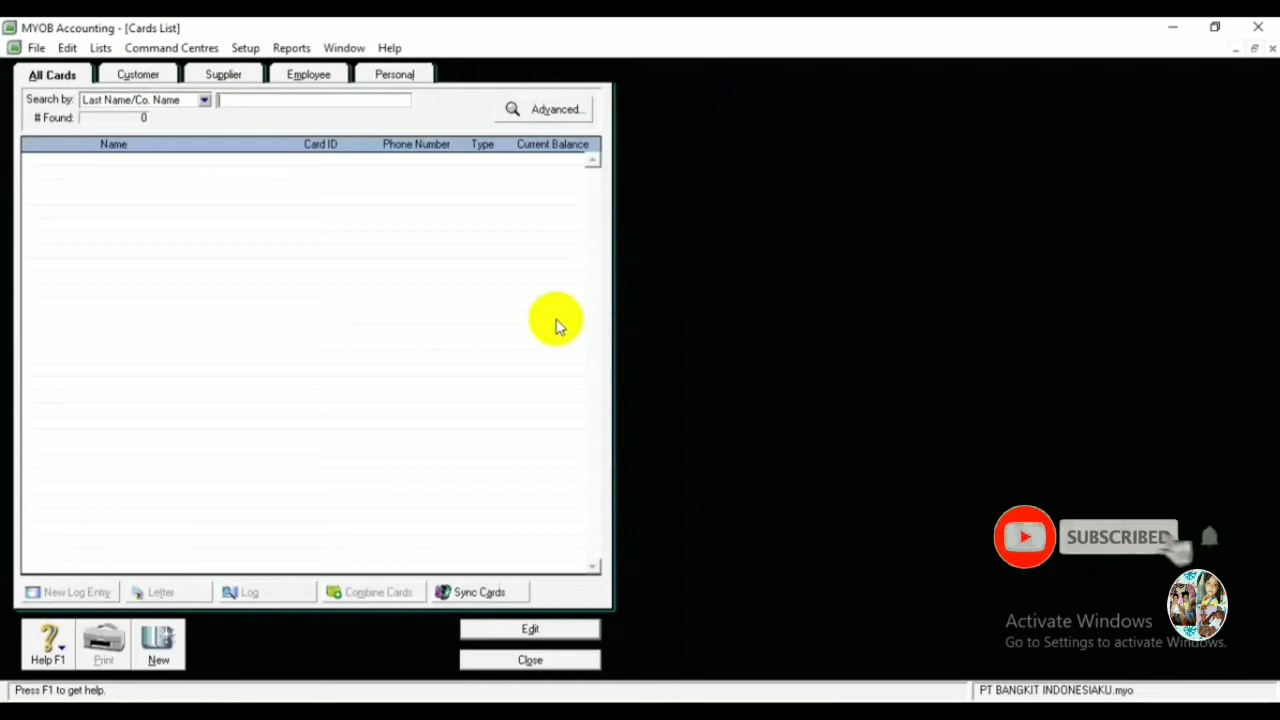 MYOB Accounting - [Cards List]
File Edit Lists Command Centres Setup Reports Window Help
All Cards Customer Supplier Employee Personal
Search by: Last Name/Co. Name
Advanced...
# Found: 0
Name Card ID Phone Number Type Current Balance
New Log Entry Letter Log Combine Cards Sync Cards
Edit
Help F1 Print New
Close
SUBSCRIBED
Activate Windows
Go to Settings to activate Windows.
Press F1 to get help.
PT BANGKIT INDONESIAKU.myo